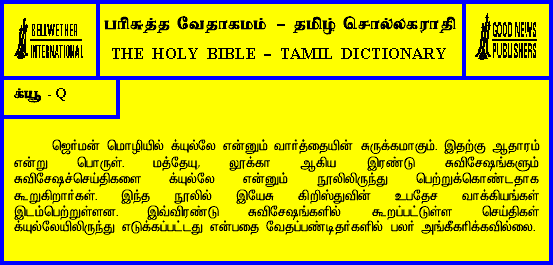 BELLWETHER
INTERNATIONAL
பரிசுத்த வேதாகமம் – தமிழ் சொல்லகராதி
THE HOLY BIBLE – TAMIL DICTIONARY
GOOD NEWS
PUBLISHERS
க்யூ - Q
ஜெர்மன் மொழியில் க்யுல்லே என்னும் வார்த்தையின் சுருக்கமாகும். இதற்கு ஆதாரம்
என்று பொருள். மத்தேயு, லூக்கா ஆகிய இரண்டு சுவிசேஷங்களும்
சுவிசேஷச்செய்திகளை க்யுல்லே என்னும் நூலிலிருந்து பெற்றுக்கொண்டதாக
கூறுகிறார்கள். இந்த நூலில் இயேசு கிறிஸ்துவின் உபதேச வாக்கியங்கள்
இடம்பெற்றுள்ளன. இவ்விரண்டு சுவிசேஷங்களில் கூறப்பட்டுள்ள செய்திகள்
க்யுல்லேயிலிருந்து எடுக்கப்பட்டது என்பதை வேதப்பண்டிதர்களில் பலர் அங்கீகரிக்கவில்லை.